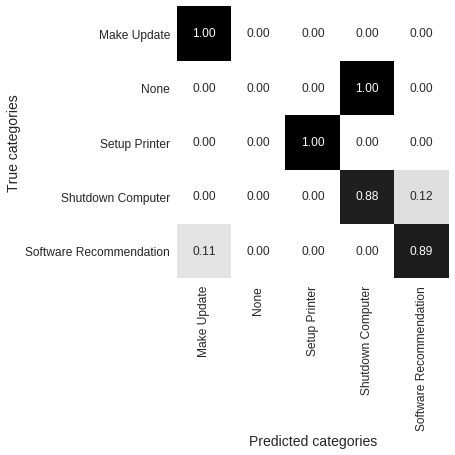 True categories
Make Update 1.00 0.00 0.00 0.00 0.00
None 0.00 0.00 0.00 1.00 0.00
Setup Printer 0.00 0.00 1.00 0.00 0.00
Shutdown Computer 0.00 0.00 0.00 0.88 0.12
Software Recommendation 0.11 0.00 0.00 0.00 0.89
Make Update
None
Setup Printer
Shutdown Computer
Software Recommendation
Predicted categories